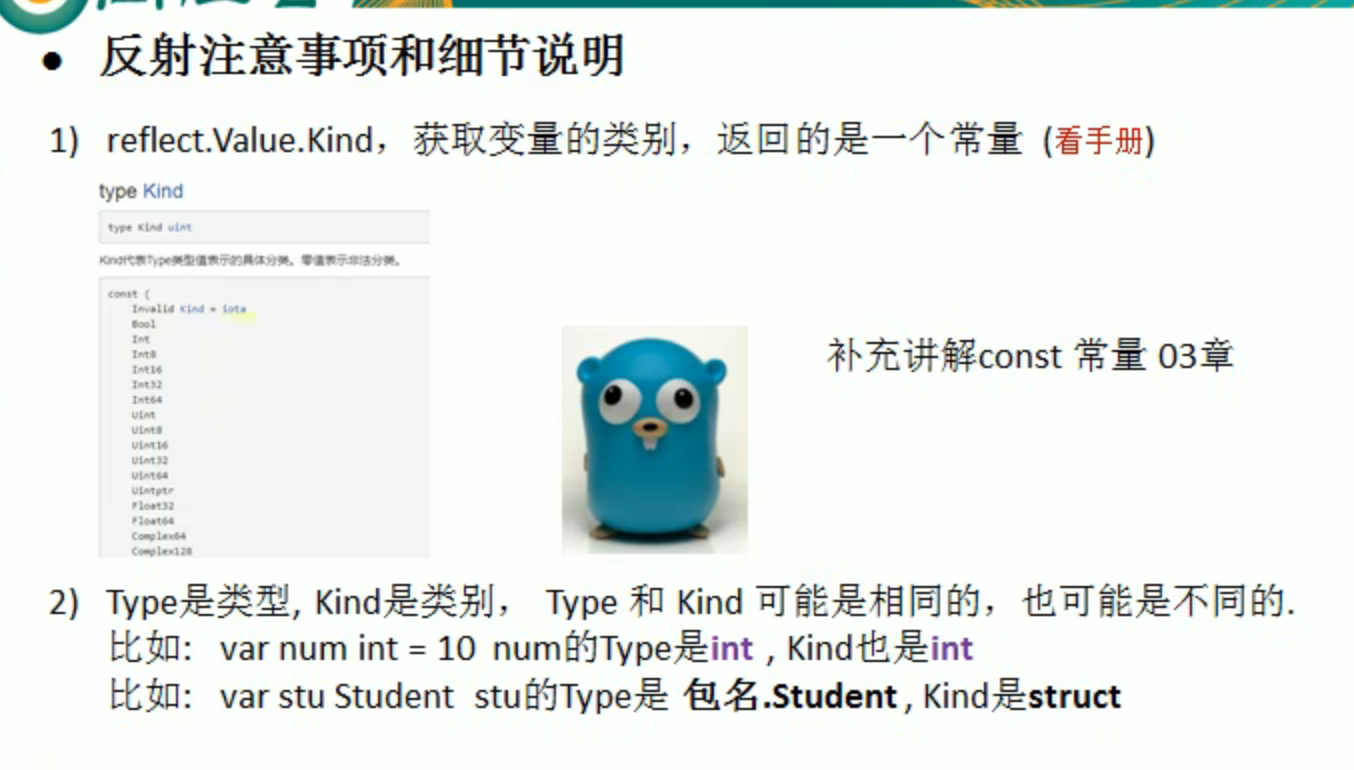 ● 反射注意事项和细节说明
1) reflect.Value.Kind，获取变量的类别，返回的是一个常量 (看手册)
type Kind
type Kind uint
Kind代表Type类型值表示的具体分类。零值表示非法分类。
const (
Invalid Kind = iota
Bool
Int
Int8
Int16
Int32
Int64
Uint
Uint8
Uint16
Uint32
Uint64
Uintptr
Float32
Float64
Complex64
Complex128
补充讲解const 常量 03章
2) Type是类型, Kind是类别， Type 和 Kind 可能是相同的，也可能是不同的.
比如: var num int = 10 num的Type是int , Kind也是int
比如: var stu Student stu的Type是 包名.Student , Kind是struct